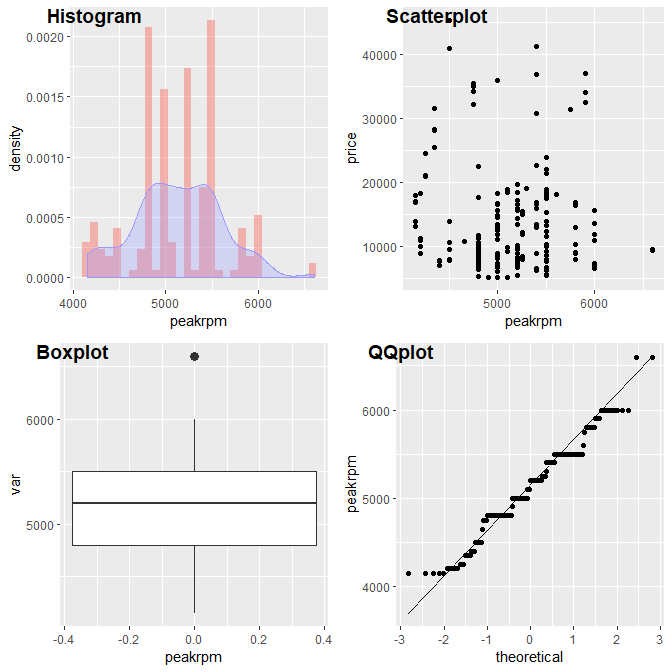 Histogram
density
0.0020
0.0015
0.0010
0.0005
0.0000
4000 5000 6000
peakrpm
Scatterplot
price
40000
30000
20000
10000
5000 6000
peakrpm
Boxplot
var
6000
5000
-0.4 -0.2 0.0 0.2 0.4
peakrpm
QQplot
peakrpm
6000
5000
4000
-3 -2 -1 0 1 2 3
theoretical